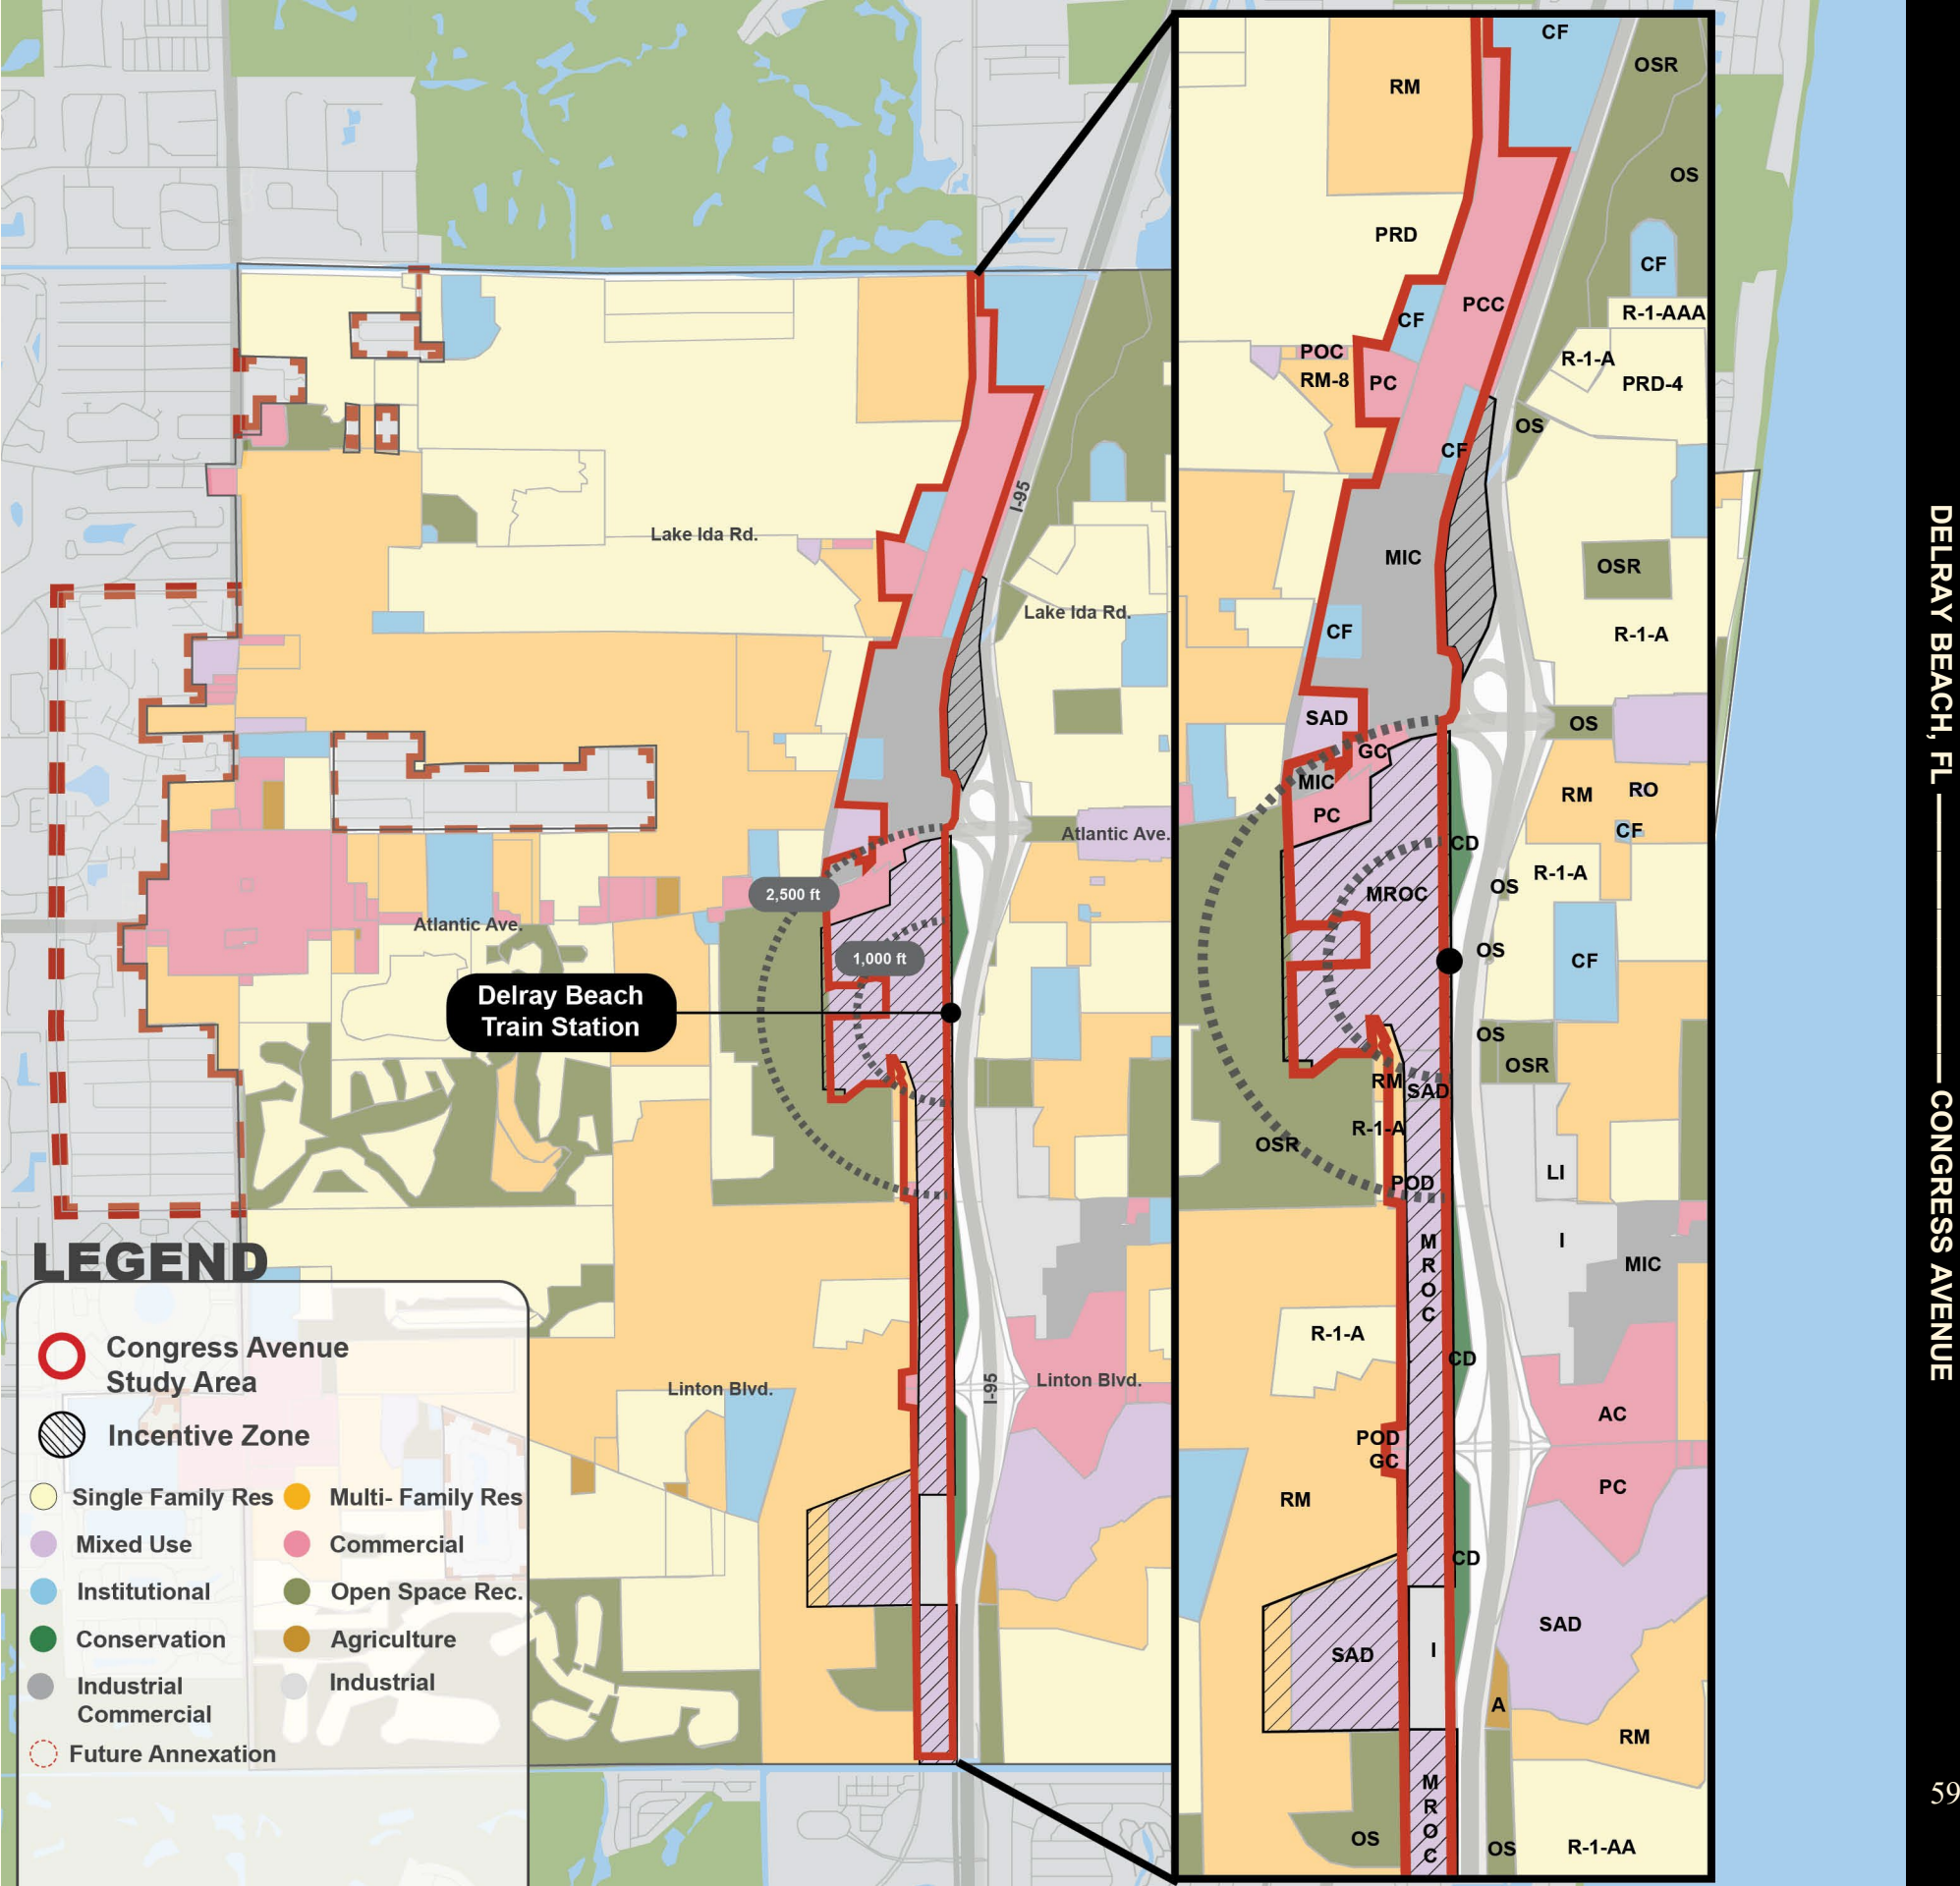 Lake Ida Rd.
I-95
Lake Ida Rd.
Atlantic Ave.
2,500 ft
Atlantic Ave.
1,000 ft
Delray Beach
Train Station
Linton Blvd.
I-95
Linton Blvd.
LEGEND
Congress Avenue
Study Area
Incentive Zone
Single Family Res
Multi- Family Res
Mixed Use
Commercial
Institutional
Open Space Rec.
Conservation
Agriculture
Industrial
Commercial
Industrial
Future Annexation
CF
OSR
RM
OS
PRD
CF
PCC
R-1-AAA
CF
POC
R-1-A
RM-8
PC
PRD-4
OS
CF
MIC
OSR
CF
R-1-A
SAD
OS
GC
MIC
RM
RO
PC
CF
CD
R-1-A
MROC
OS
OS
CF
OS
OSR
RM
SAD
R-1-A
OSR
LI
POD
M
R
O
C
I
MIC
R-1-A
CD
AC
POD
GC
PC
RM
CD
SAD
SAD
I
A
RM
M
R
O
C
OS
OS
R-1-AA
DELRAY BEACH, FL
CONGRESS AVENUE
59